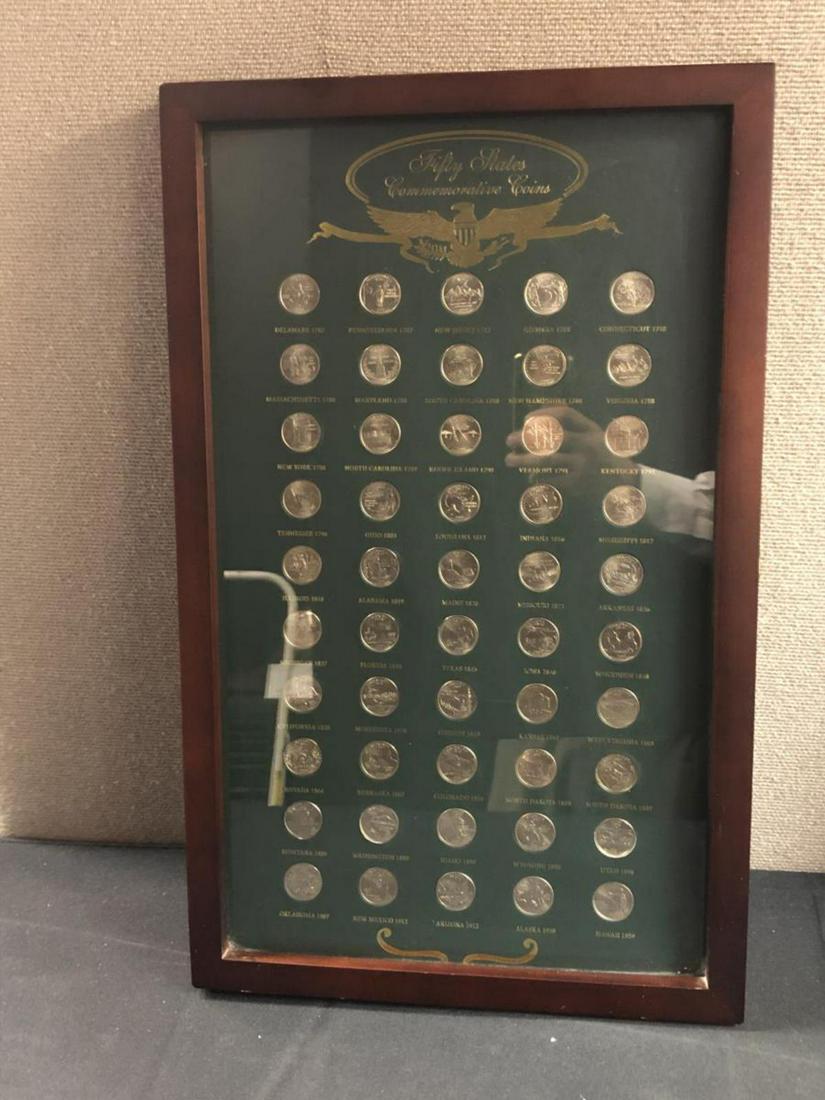 Fifty States
Commemorative Coins
DELAWARE 1787 PENNSYLVANIA 1787 NEW JERSEY 1787 GEORGIA 1788 CONNECTICUT 1788
MASSACHUSETTS 1788 MARYLAND 1788 SOUTH CAROLINA 1788 NEW HAMPSHIRE 1788 VIRGINIA 1788
NEW YORK 1788 NORTH CAROLINA 1789 RHODE ISLAND 1790 VERMONT 1791 KENTUCKY 1792
TENNESSEE 1796 OHIO 1803 LOUISIANA 1812 INDIANA 1816 MISSISSIPPI 1817
ILLINOIS 1818 ALABAMA 1819 MAINE 1820 MISSOURI 1821 ARKANSAS 1836
1837 FLORIDA 1845 TEXAS 1845 IOWA 1846 WISCONSIN 1848
CALIFORNIA 1850 MINNESOTA 1858 OREGON 1859 KANSAS 1861 WEST VIRGINIA 1863
NEVADA 1864 NEBRASKA 1867 COLORADO 1876 NORTH DAKOTA 1889 SOUTH DAKOTA 1889
MONTANA 1889 WASHINGTON 1889 IDAHO 1890 WYOMING 1890 UTAH 1896
OKLAHOMA 1907 NEW MEXICO 1912 ARIZONA 1912 ALASKA 1959 HAWAII 1959